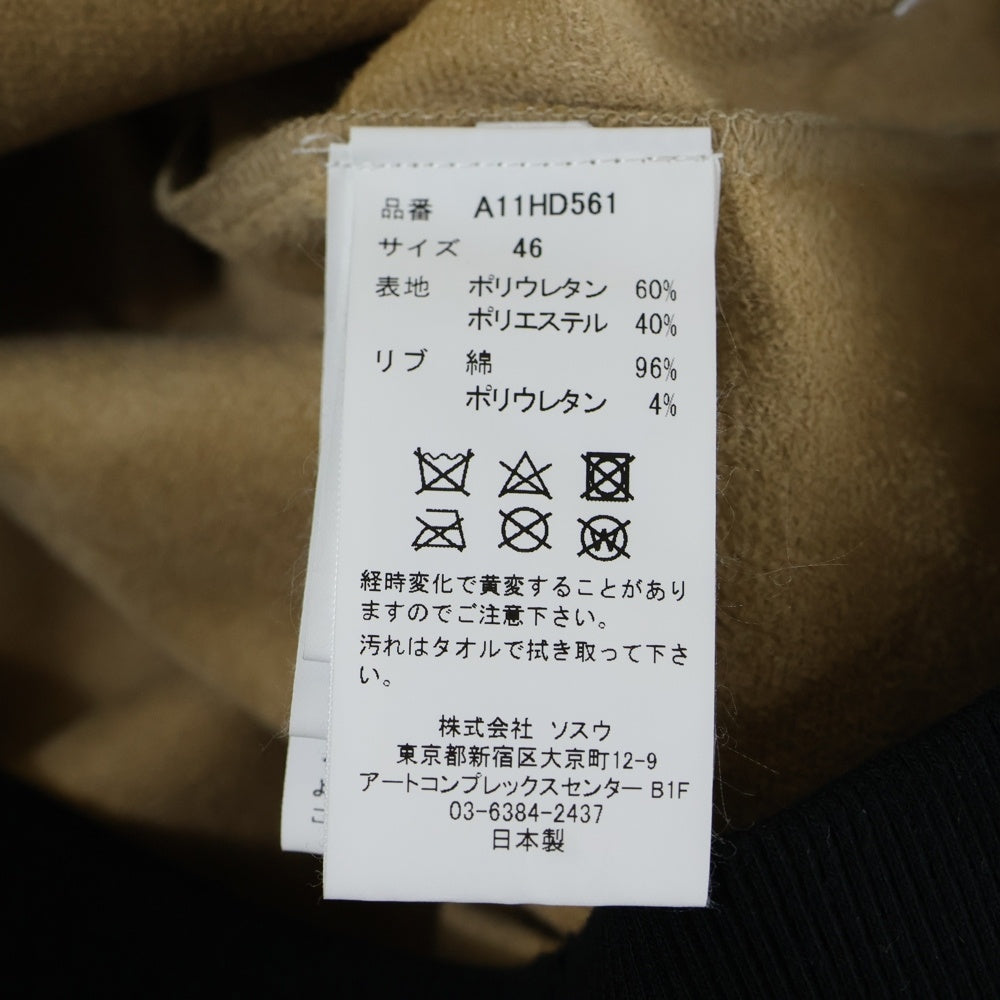 品番 A11HD561
サイズ 46
表地 ポリウレタン 60%
ポリエステル 40%
リブ 綿 96%
ポリウレタン 4%
W
経時変化で黄変することがあり
ますのでご注意下さい。
汚れはタオルで拭き取って下さ
い。
株式会社 ソスウ
東京都新宿区大京町12-9
アートコンプレックスセンター B1F
03-6384-2437
日本製